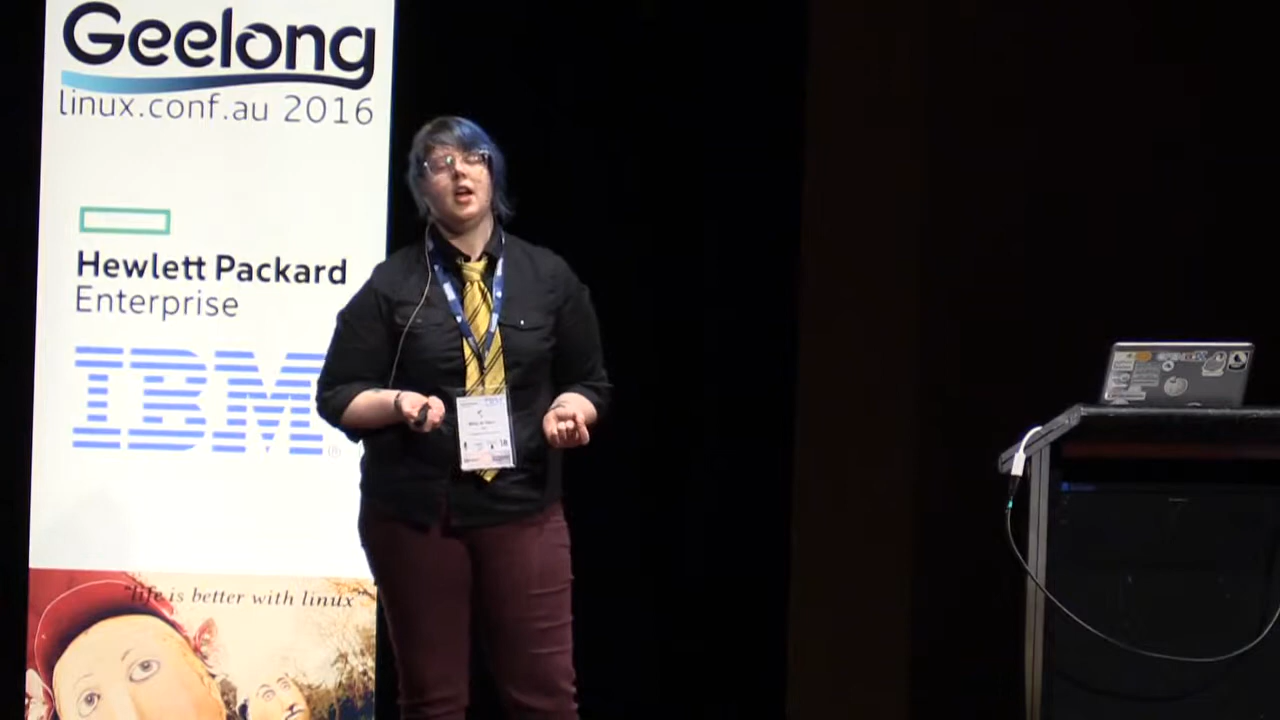 Geelong
linux.conf.au 2016
Hewlett Packard
Enterprise
IBM®
"life is better with linux"